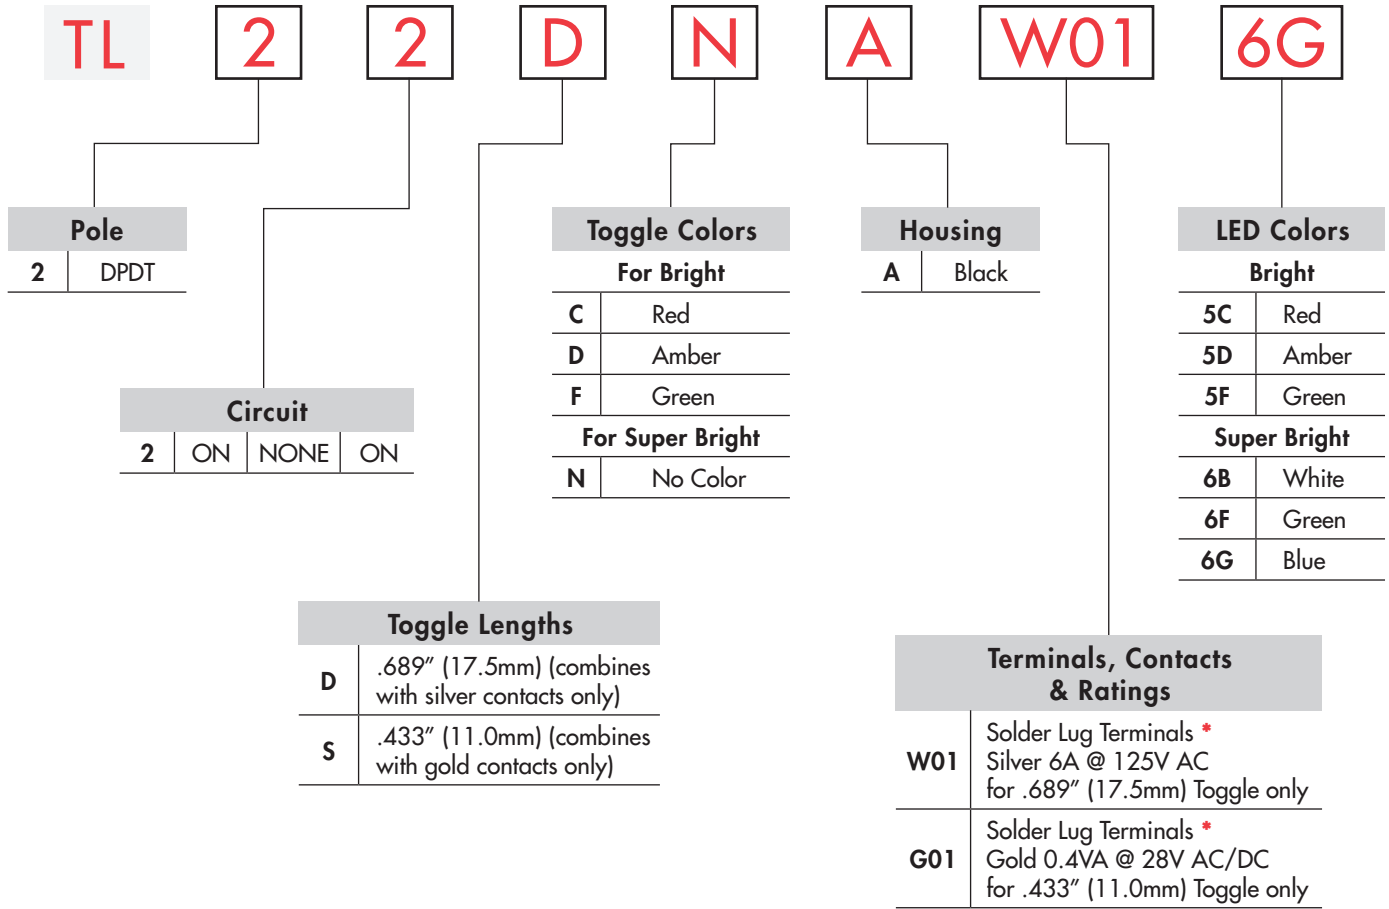 TL 2 2 D N A W01 6G
Pole
2 DPDT
Circuit
2 ON NONE ON
Toggle Lengths
D .689" (17.5mm) (combines
with silver contacts only)
S .433" (11.0mm) (combines
with gold contacts only)
Toggle Colors
For Bright
C Red
D Amber
F Green
For Super Bright
N No Color
Housing
A Black
Terminals, Contacts
& Ratings
W01 Solder Lug Terminals *
Silver 6A @ 125V AC
for .689" (17.5mm) Toggle only
G01 Solder Lug Terminals *
Gold 0.4VA @ 28V AC/DC
for .433" (11.0mm) Toggle only
LED Colors
Bright
5C Red
5D Amber
5F Green
Super Bright
6B White
6F Green
6G Blue